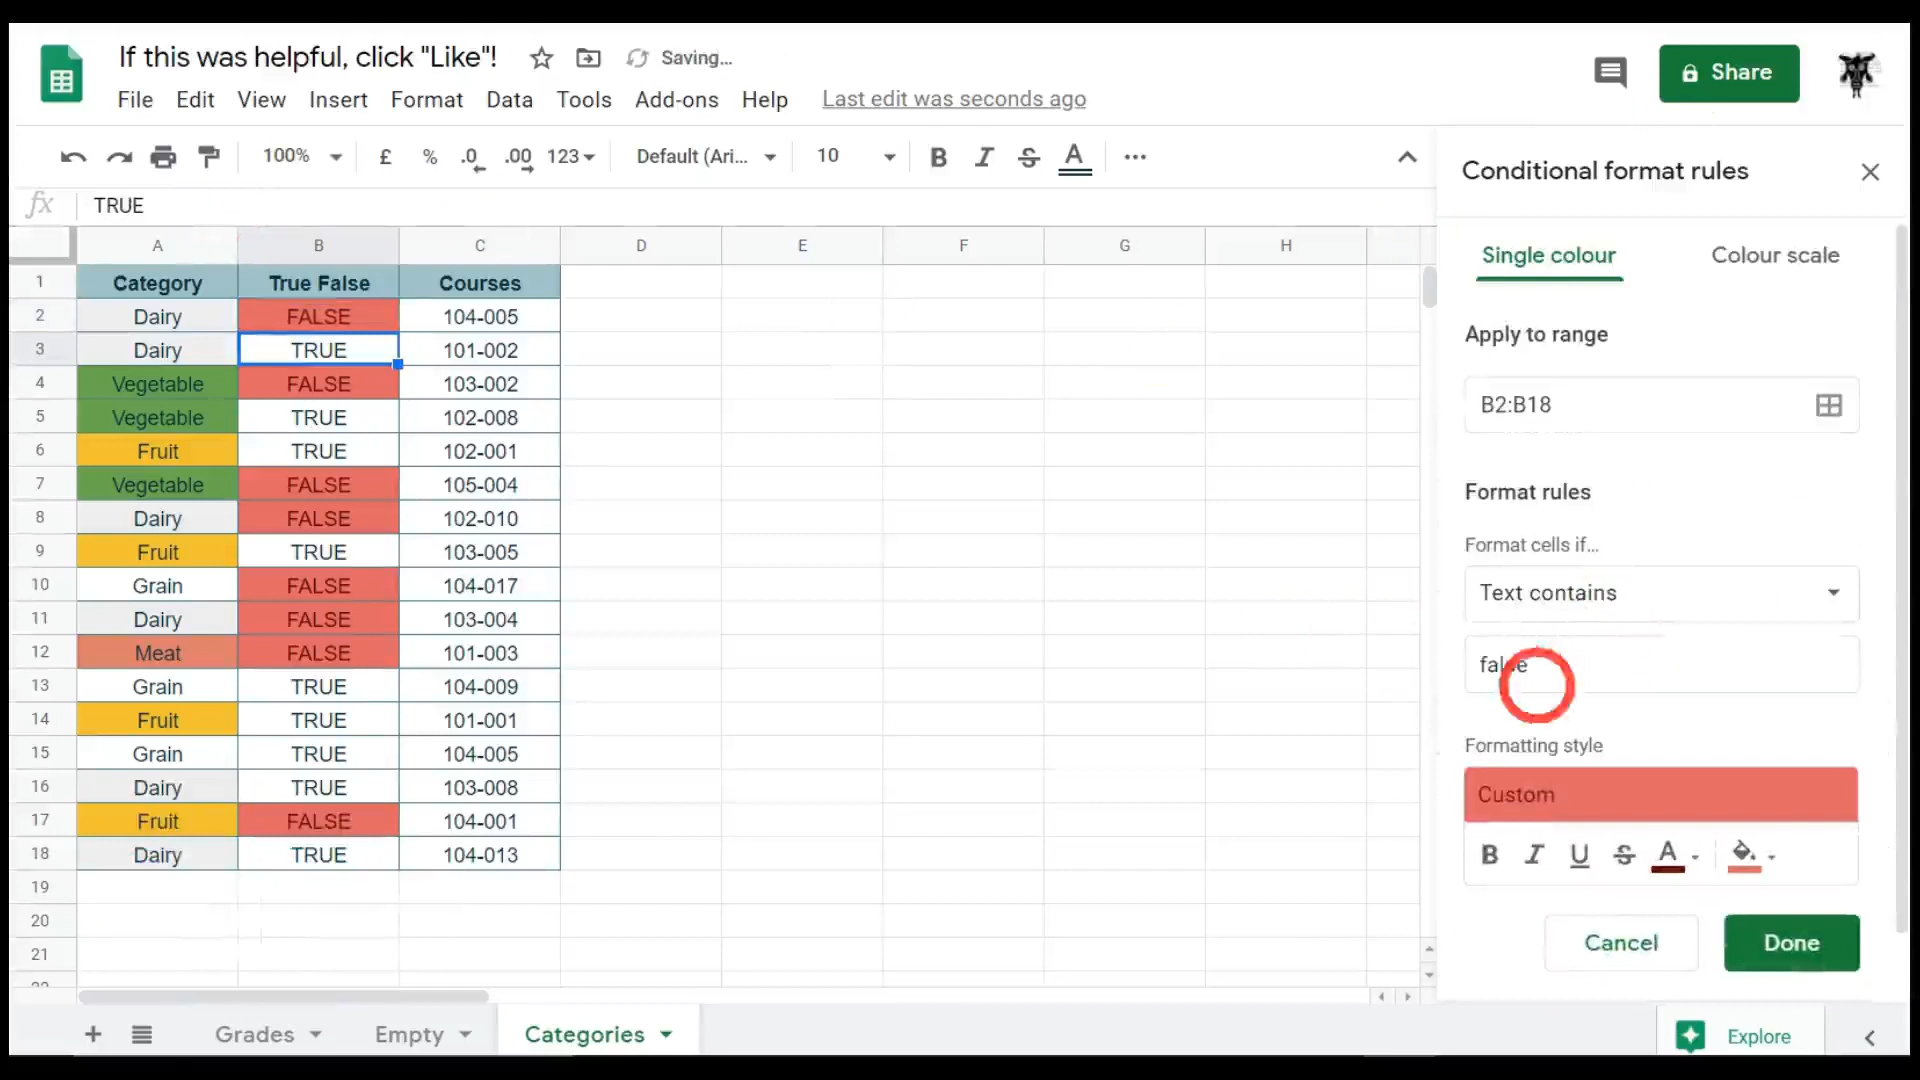 If this was helpful, click "Like"! Saving...
File Edit View Insert Format Data Tools Add-ons Help Last edit was seconds ago
Share
100% £ % .0 .00 123 Default (Ari... 10 B I S A ...
fx TRUE
A B C D E F G H
1 Category True False Courses
2 Dairy FALSE 104-005
3 Dairy TRUE 101-002
4 Vegetable FALSE 103-002
5 Vegetable TRUE 102-008
6 Fruit TRUE 102-001
7 Vegetable FALSE 105-004
8 Dairy FALSE 102-010
9 Fruit TRUE 103-005
10 Grain FALSE 104-017
11 Dairy FALSE 103-004
12 Meat FALSE 101-003
13 Grain TRUE 104-009
14 Fruit TRUE 101-001
15 Grain TRUE 104-005
16 Dairy TRUE 103-008
17 Fruit FALSE 104-001
18 Dairy TRUE 104-013
19
20
21
22
Conditional format rules
Single colour Colour scale
Apply to range
B2:B18
Format rules
Format cells if...
Text contains
false
Formatting style
Custom
B I U S A
Cancel Done
Grades Empty Categories
Explore